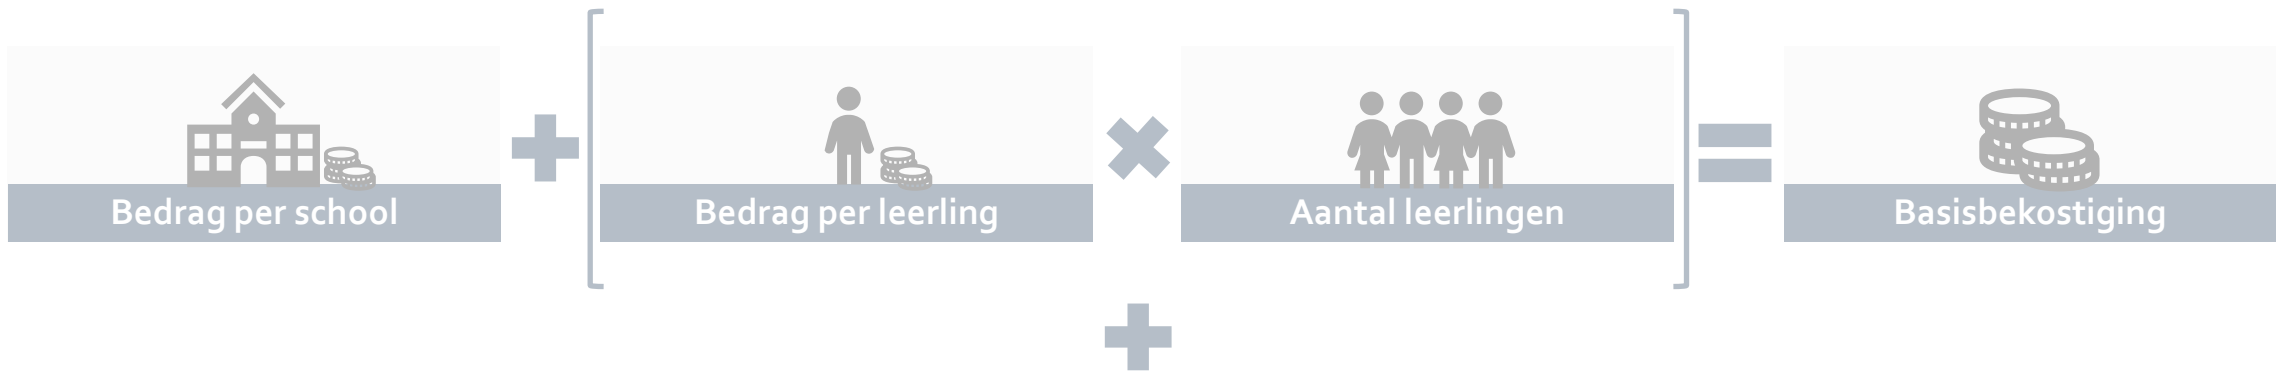 Bedrag per school
Bedrag per leerling
Aantal leerlingen
Basisbekostiging